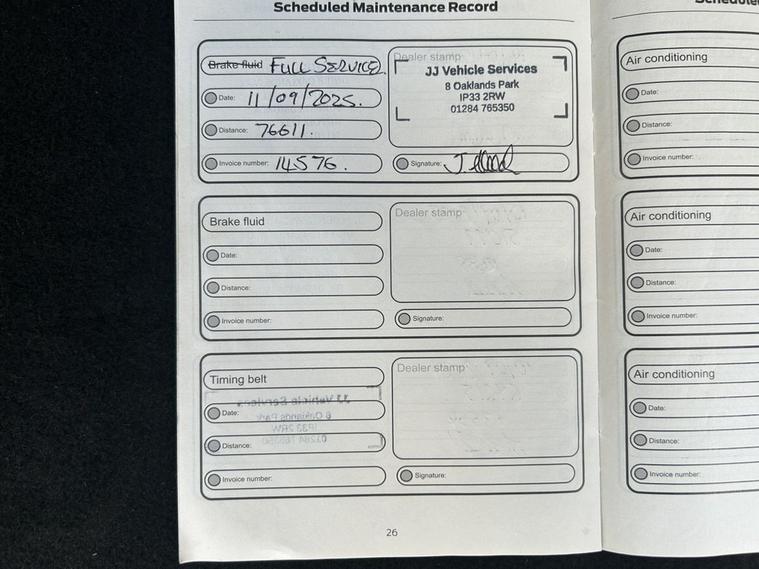 Scheduled Maintenance Record
Brake fluid FULL SERVICE
Date: 11/09/2025.
Distance: 76611.
Invoice number: 14576.
Dealer stamp
JJ Vehicle Services
8 Oaklands Park
IP33 2RW
01284 765350
Signature:
Brake fluid
Date:
Distance:
Invoice number:
Dealer stamp
Signature:
Timing belt
Date:
Distance:
Invoice number:
Dealer stamp
Signature:
26
Air conditioning
Date:
Distance:
Invoice number:
Air conditioning
Date:
Distance:
Invoice number:
Air conditioning
Date:
Distance:
Invoice number: